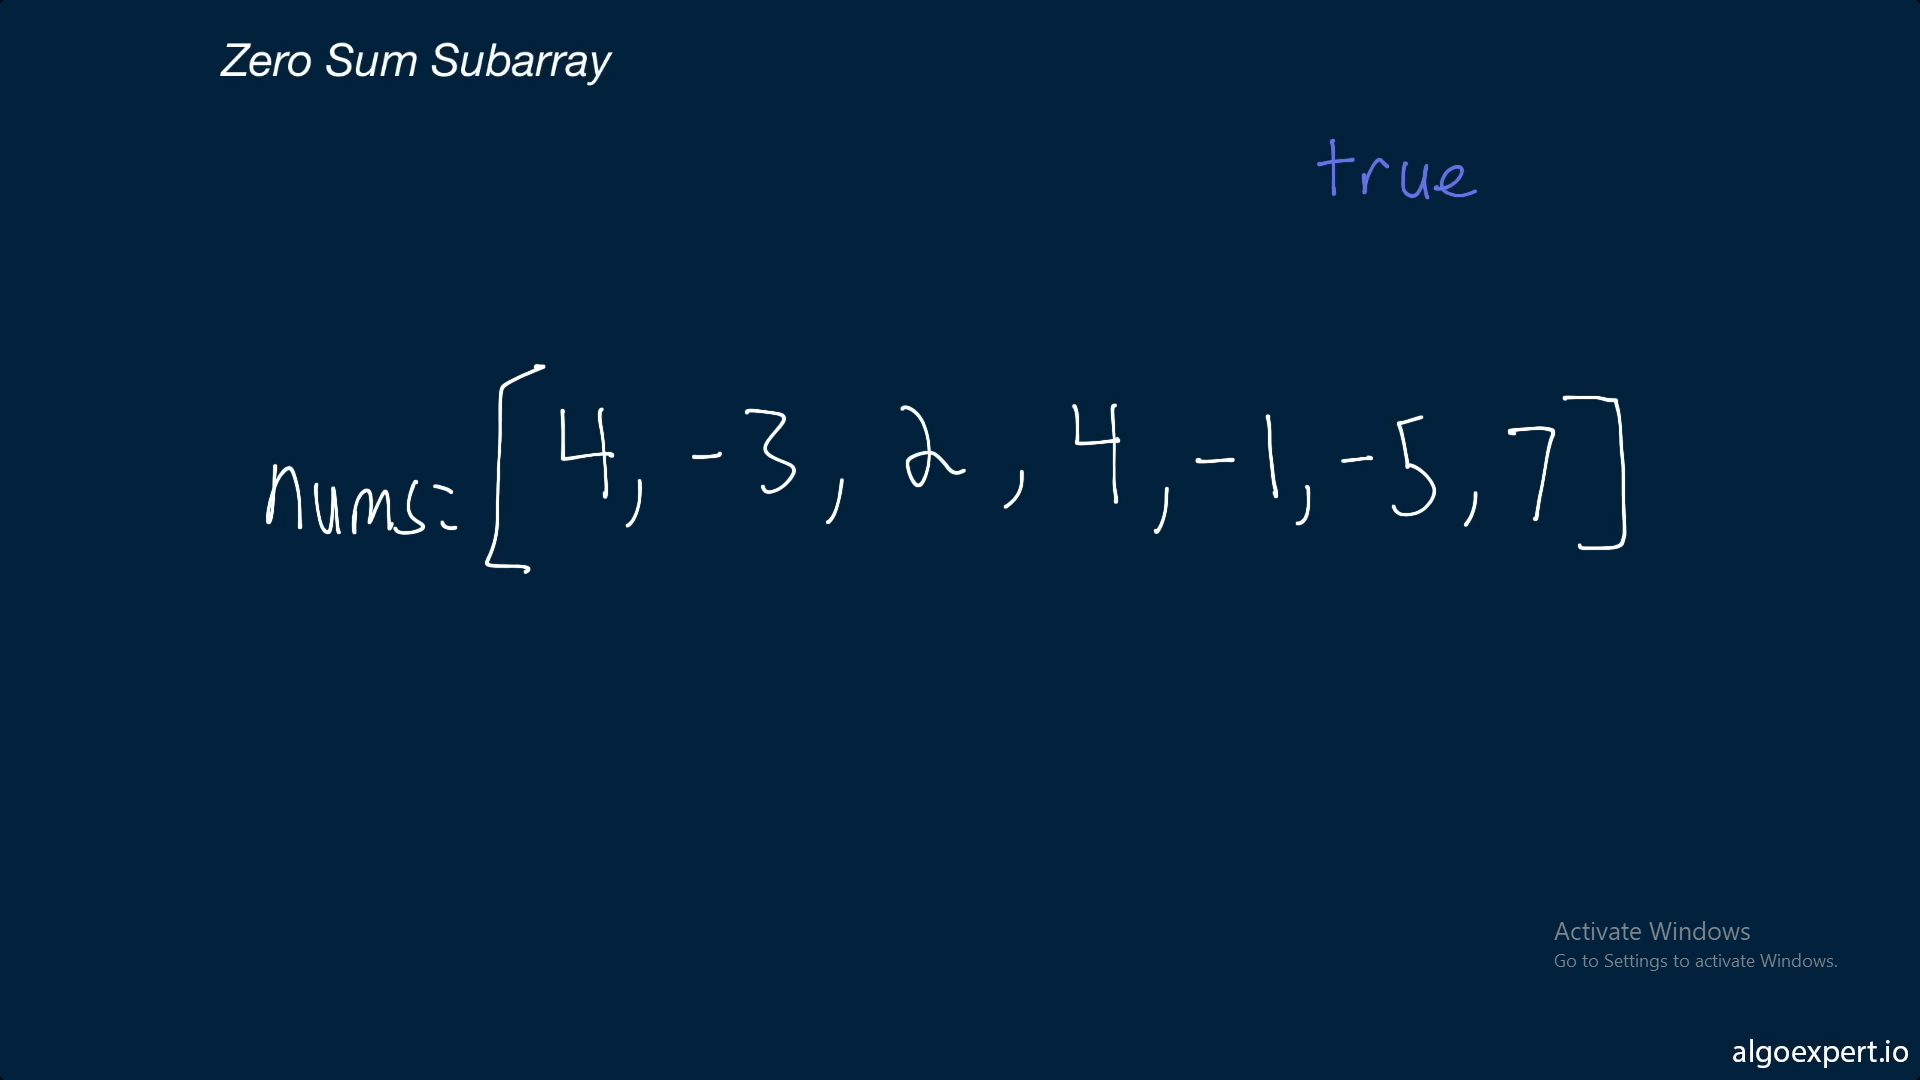 Zero Sum Subarray
true
nums=[4, -3, 2, 4, -1, -5, 7]
Activate Windows
Go to Settings to activate Windows.
algoexpert.io